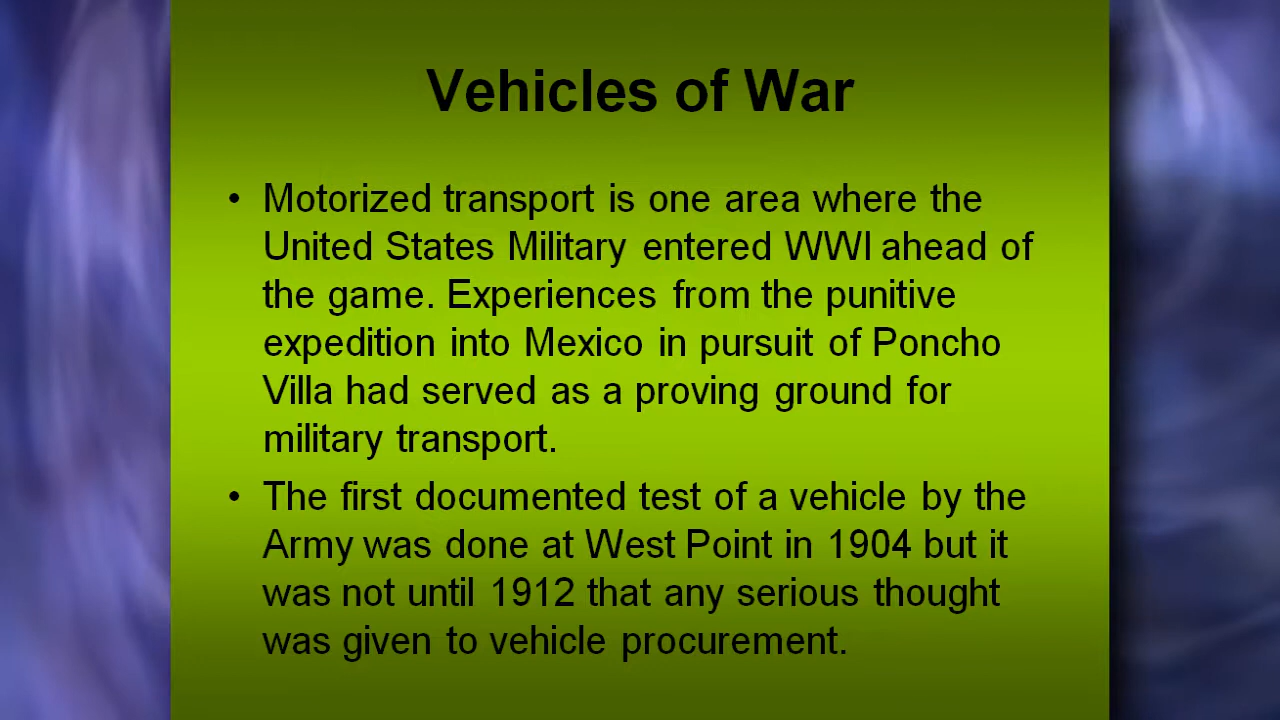 Vehicles of War
• Motorized transport is one area where the
United States Military entered WWI ahead of
the game. Experiences from the punitive
expedition into Mexico in pursuit of Poncho
Villa had served as a proving ground for
military transport.
• The first documented test of a vehicle by the
Army was done at West Point in 1904 but it
was not until 1912 that any serious thought
was given to vehicle procurement.